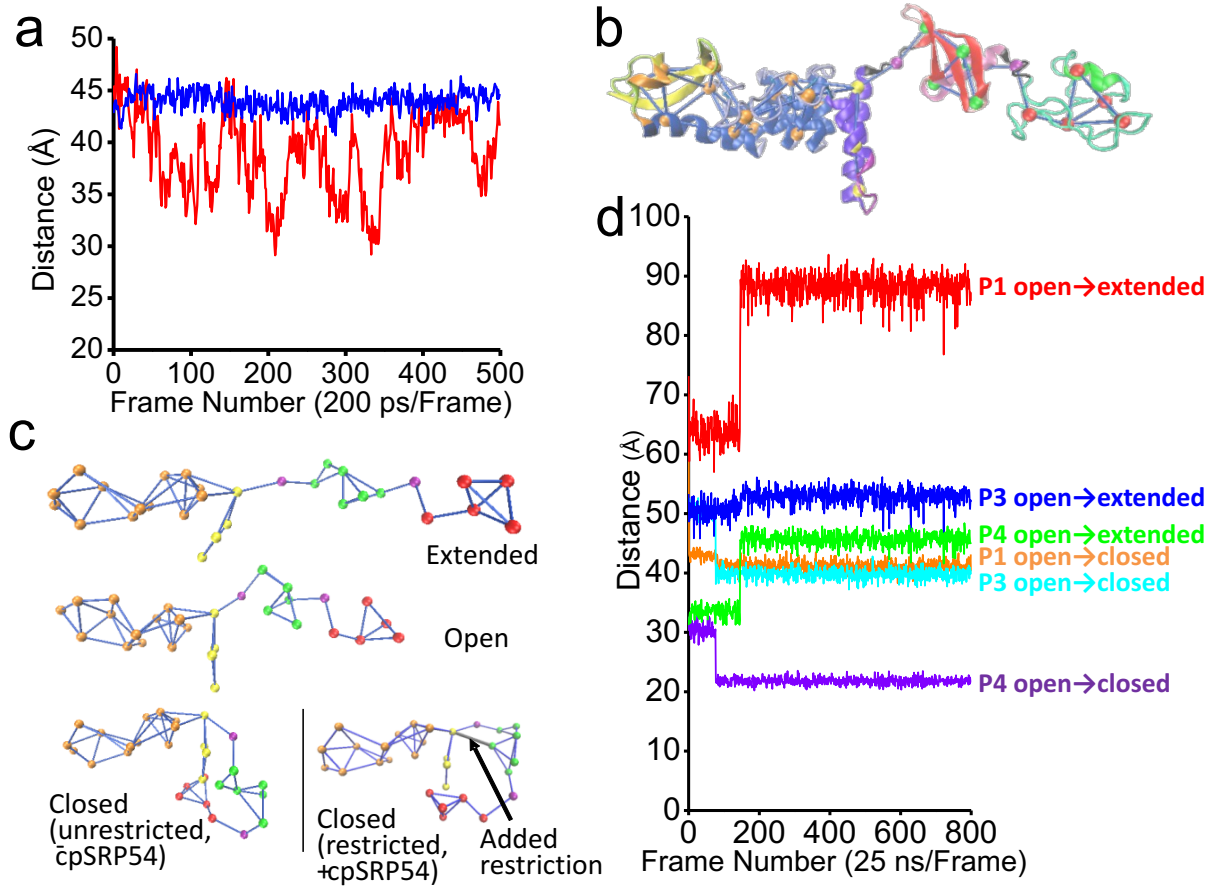 a
50
45
40
35
30
25
20
Distance (Å)
0
100
200
300
400
500
Frame Number (200 ps/Frame)
b
c
Extended
Open
Closed
(unrestricted,
-cpSRP54)
Closed
(restricted,
+cpSRP54)
Added
restriction
d
100
90
80
70
60
50
40
30
20
10
0
Distance (Å)
0
200
400
600
800
Frame Number (25 ns/Frame)
P1 open→extended
P3 open→extended
P4 open→extended
P1 open→closed
P3 open→closed
P4 open→closed